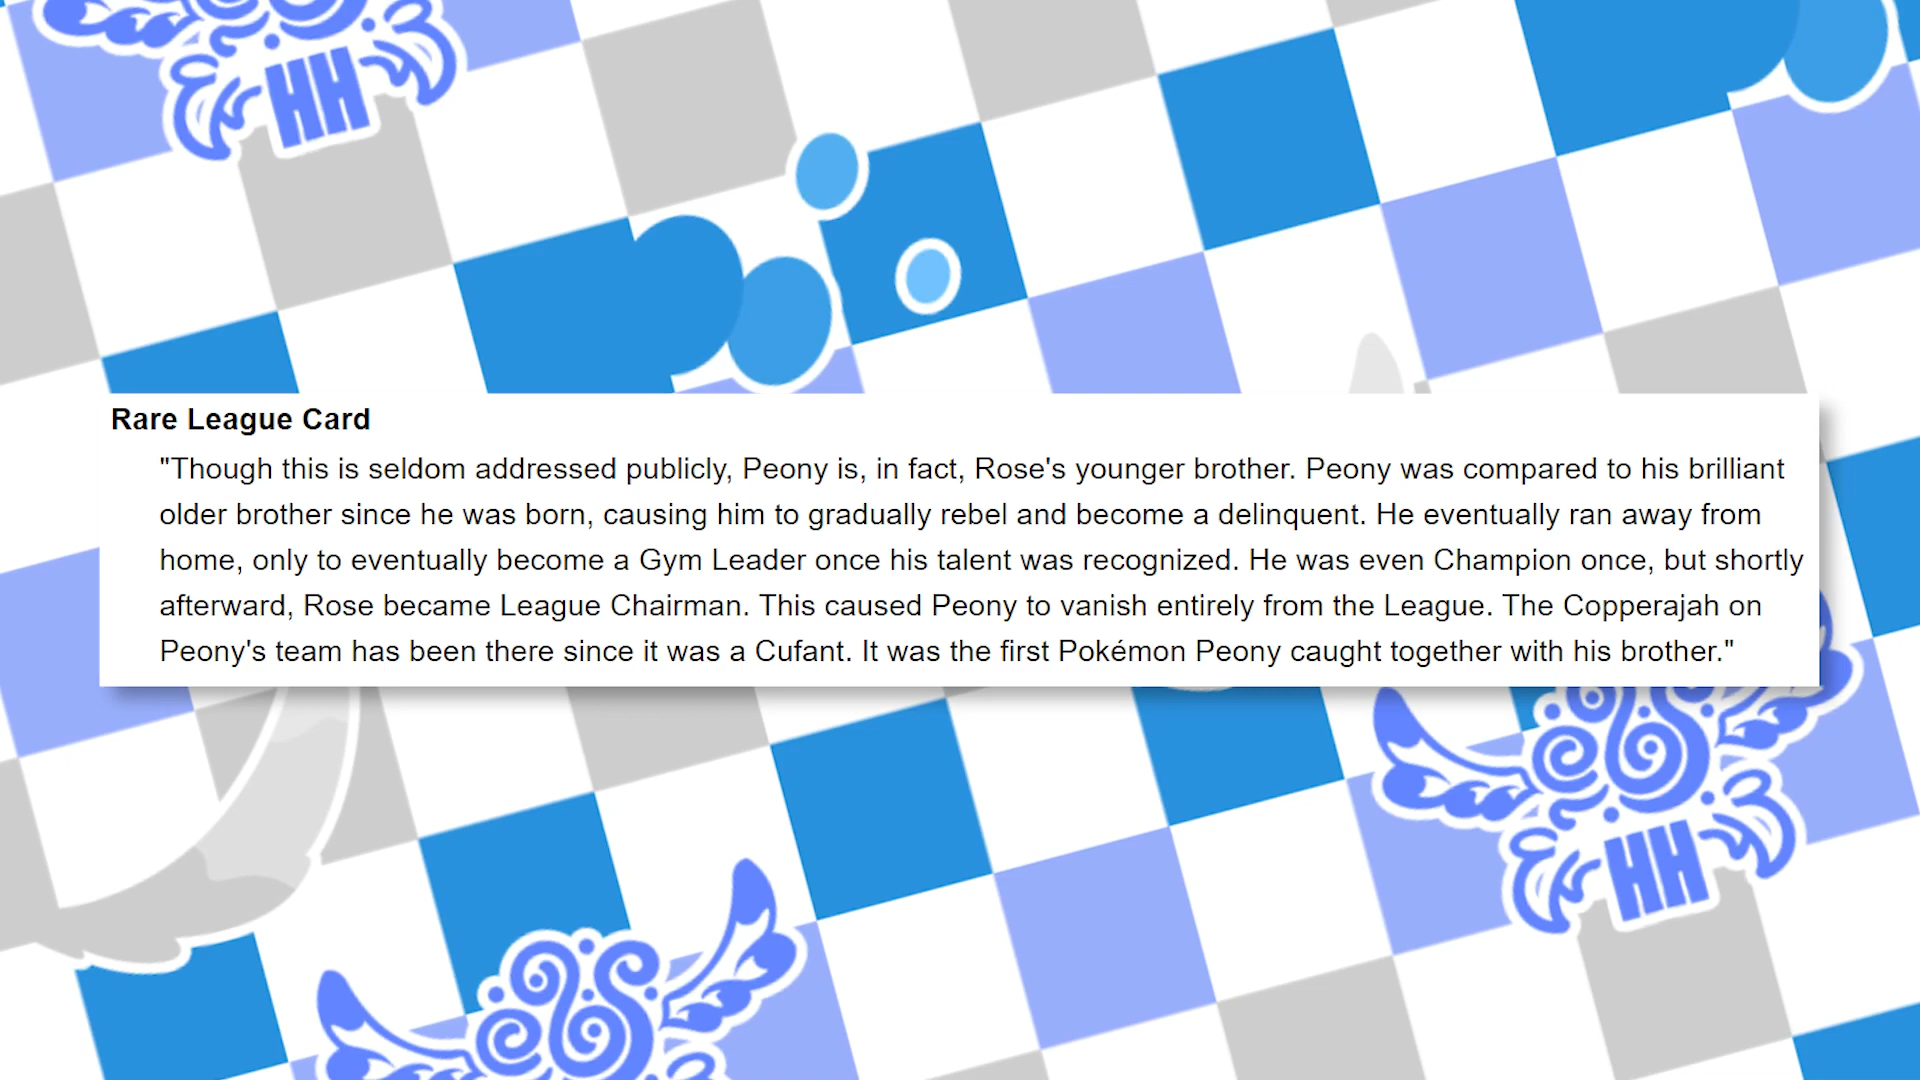 HH
Rare League Card
"Though this is seldom addressed publicly, Peony is, in fact, Rose's younger brother. Peony was compared to his brilliant
older brother since he was born, causing him to gradually rebel and become a delinquent. He eventually ran away from
home, only to eventually become a Gym Leader once his talent was recognized. He was even Champion once, but shortly
afterward, Rose became League Chairman. This caused Peony to vanish entirely from the League. The Copperajah on
Peony's team has been there since it was a Cufant. It was the first Pokémon Peony caught together with his brother."
HH